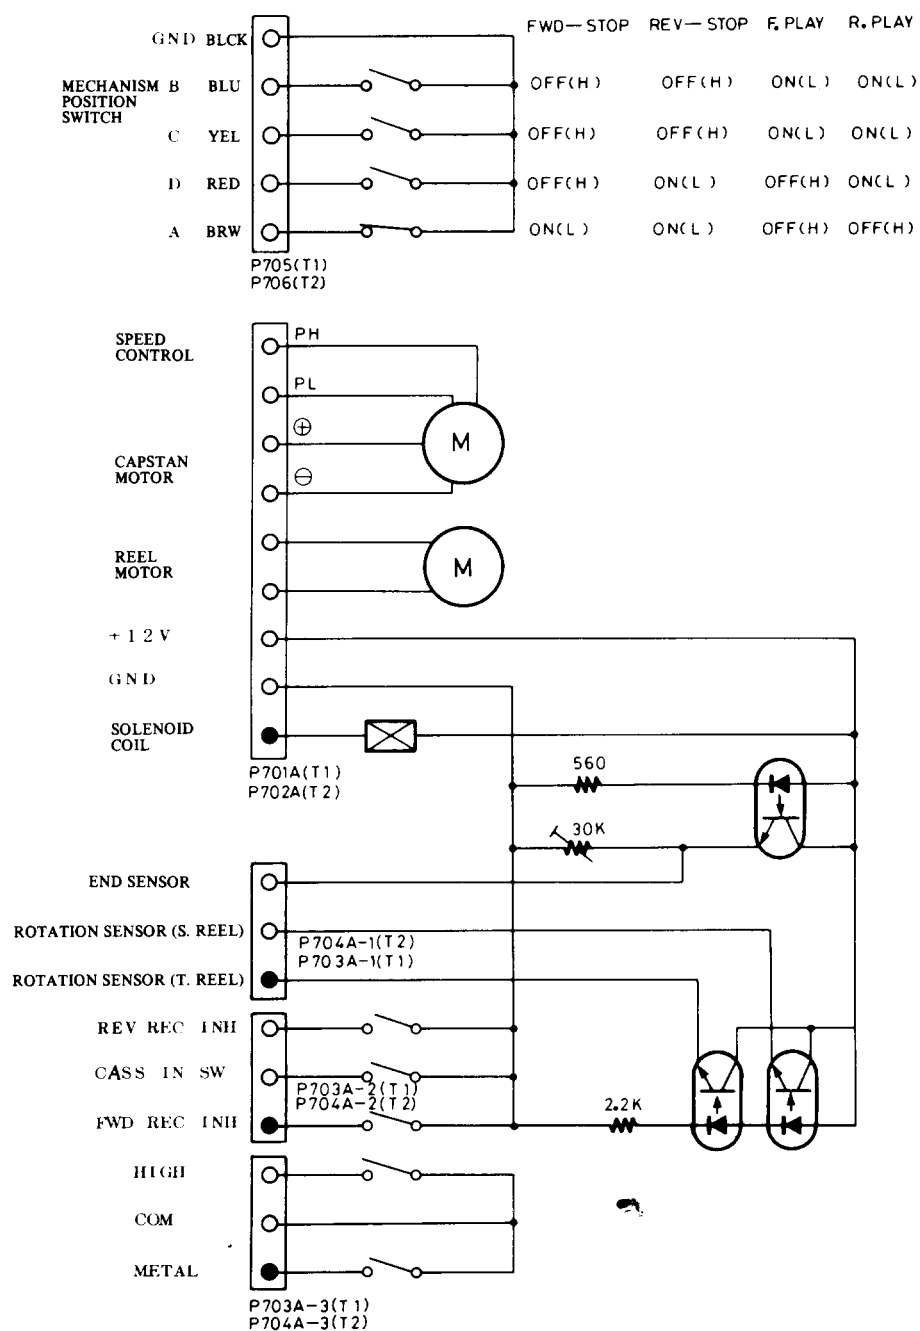 FWD—STOP REV—STOP F. PLAY R. PLAY
GND BLCK
MECHANISM B BLU OFF(H) OFF(H) ON(L) ON(L)
POSITION
SWITCH
C YEL OFF(H) OFF(H) ON(L) ON(L)
D RED OFF(H) ON(L) OFF(H) ON(L)
A BRW ON(L) ON(L) OFF(H) OFF(H)
P705(T1)
P706(T2)
SPEED
CONTROL
PH
PL
⊕
M
CAPSTAN
MOTOR
⊖
REEL
MOTOR
M
+12V
GND
SOLENOID
COIL
P701A(T1)
P702A(T2)
560
30K
END SENSOR
ROTATION SENSOR (S. REEL)
P704A-1(T2)
P703A-1(T1)
ROTATION SENSOR (T. REEL)
REV REC INH
CASS IN SW
P703A-2(T1)
P704A-2(T2)
FWD REC INH
2.2K
HIGH
COM
METAL
P703A-3(T1)
P704A-3(T2)